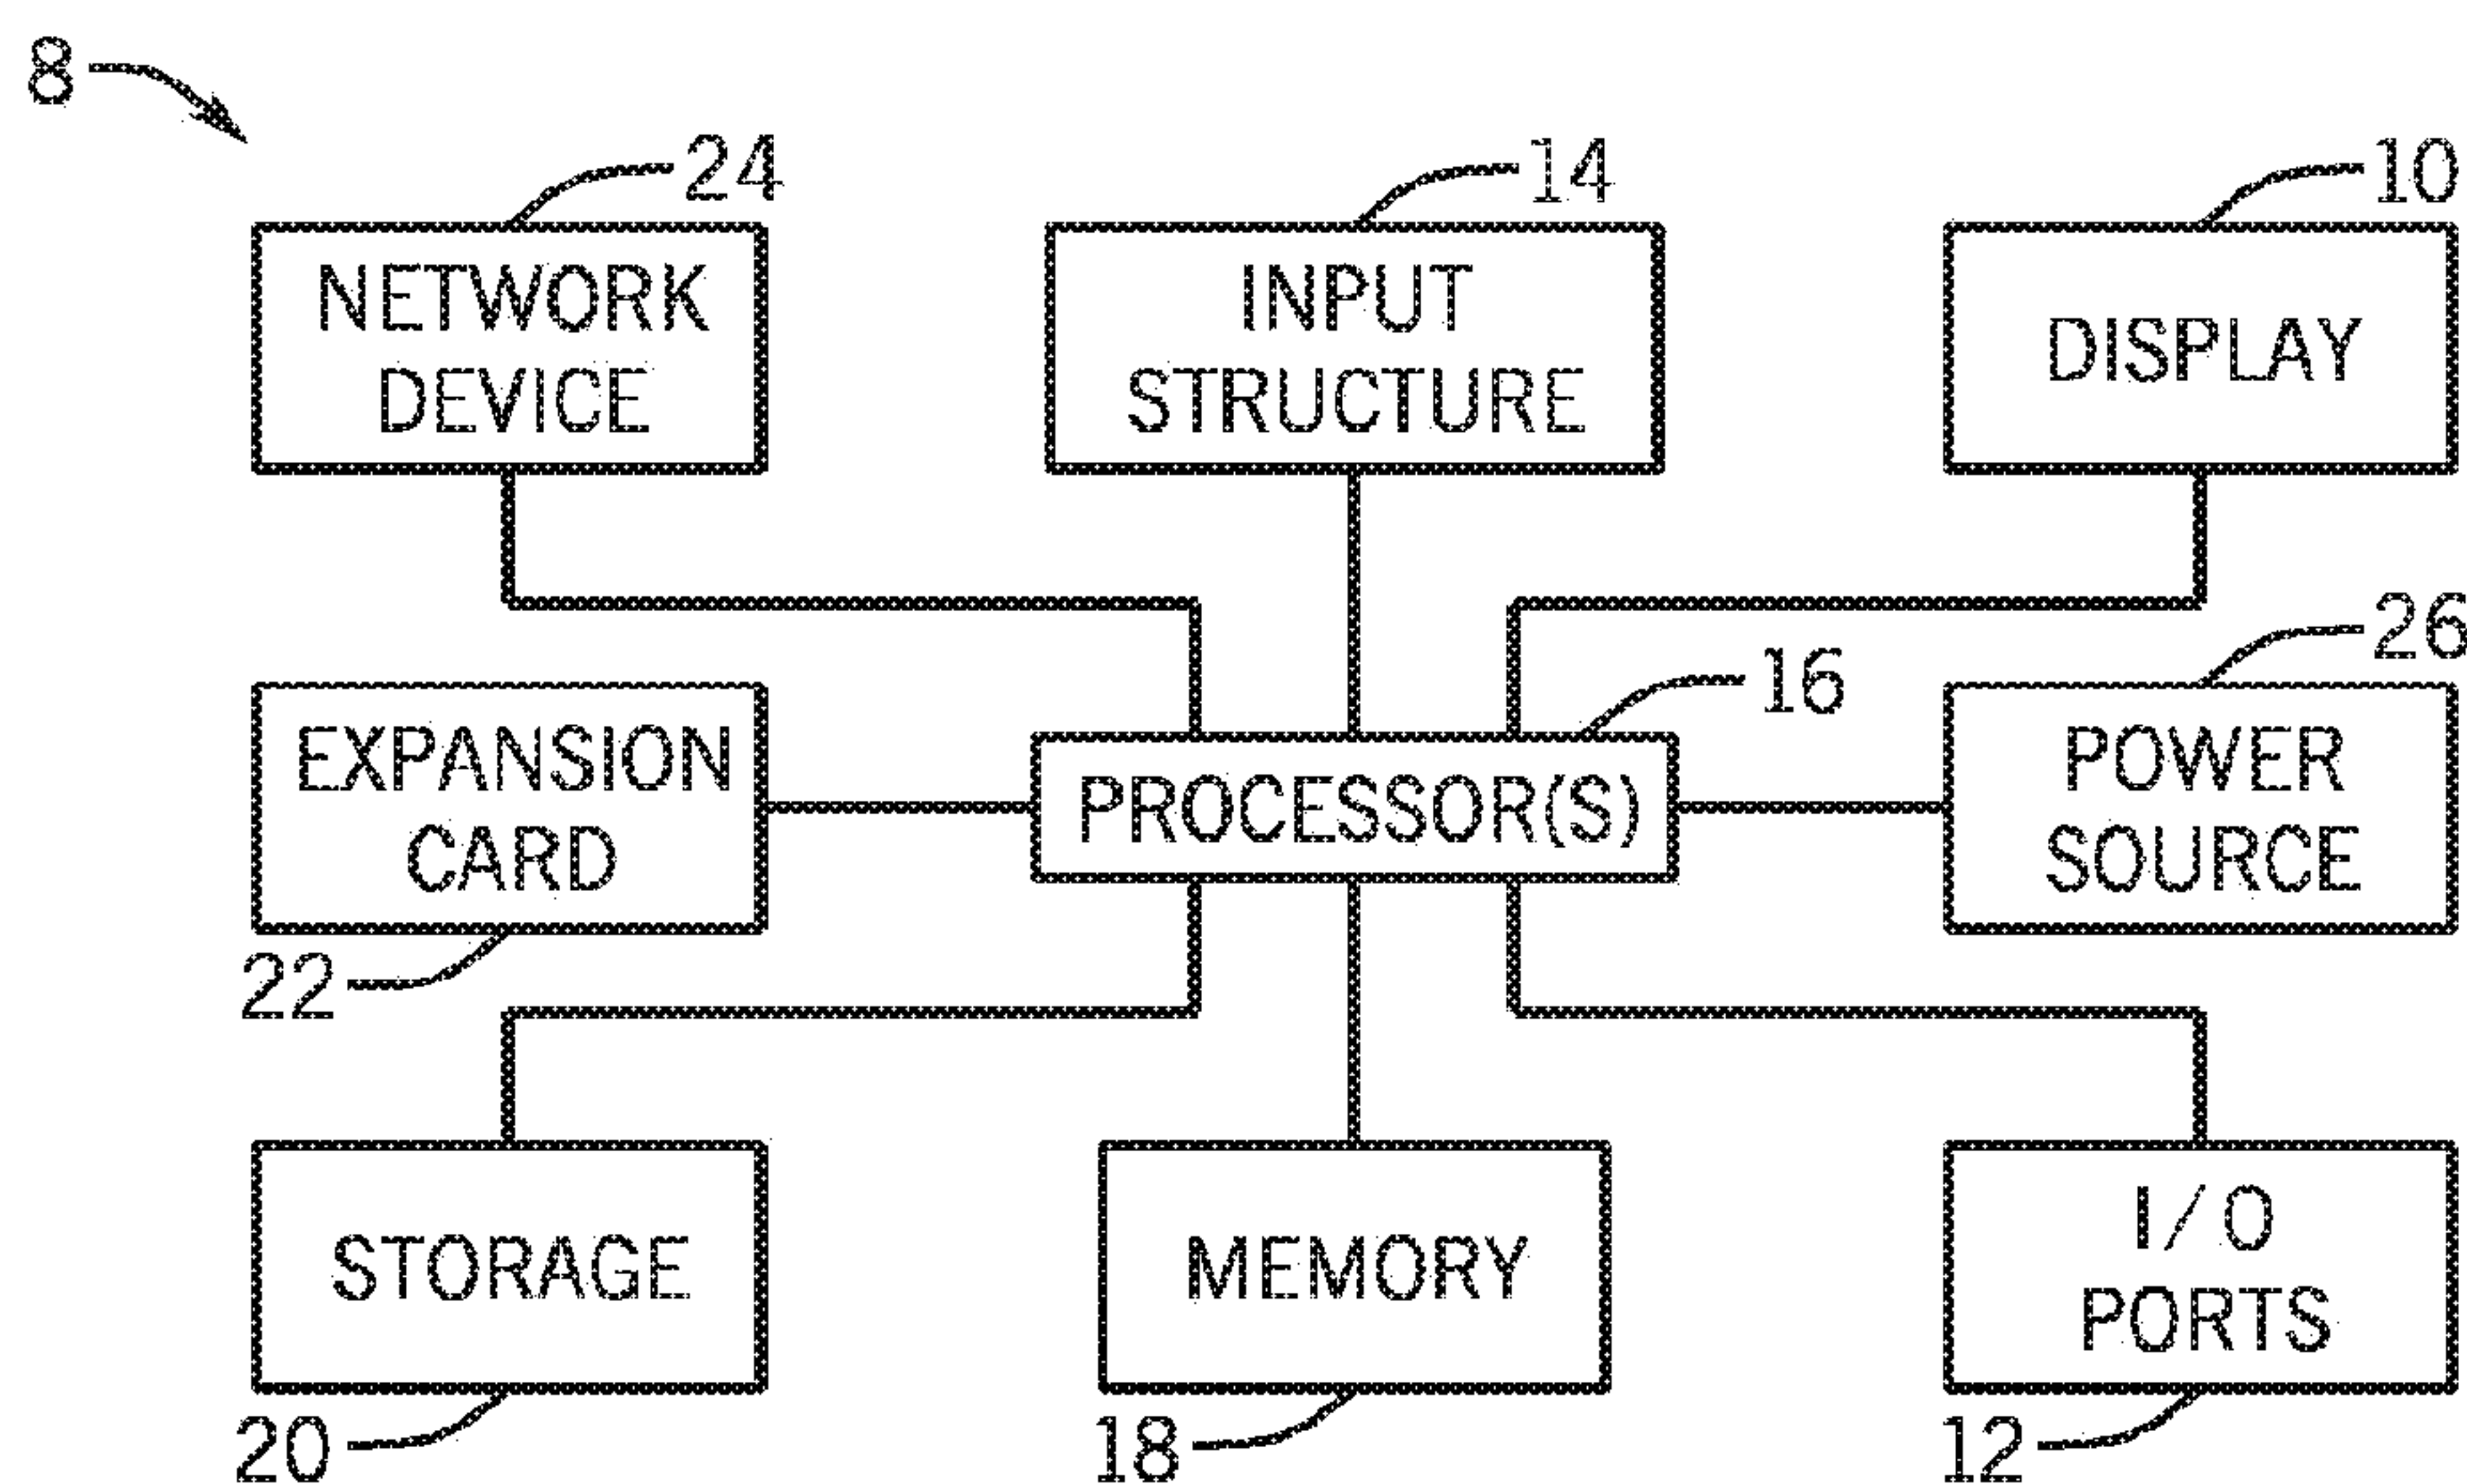 8
24
14
10
NETWORK
DEVICE
INPUT
STRUCTURE
DISPLAY
16
26
EXPANSION
CARD
PROCESSOR(S)
POWER
SOURCE
22
STORAGE
MEMORY
I/O
PORTS
20
18
12